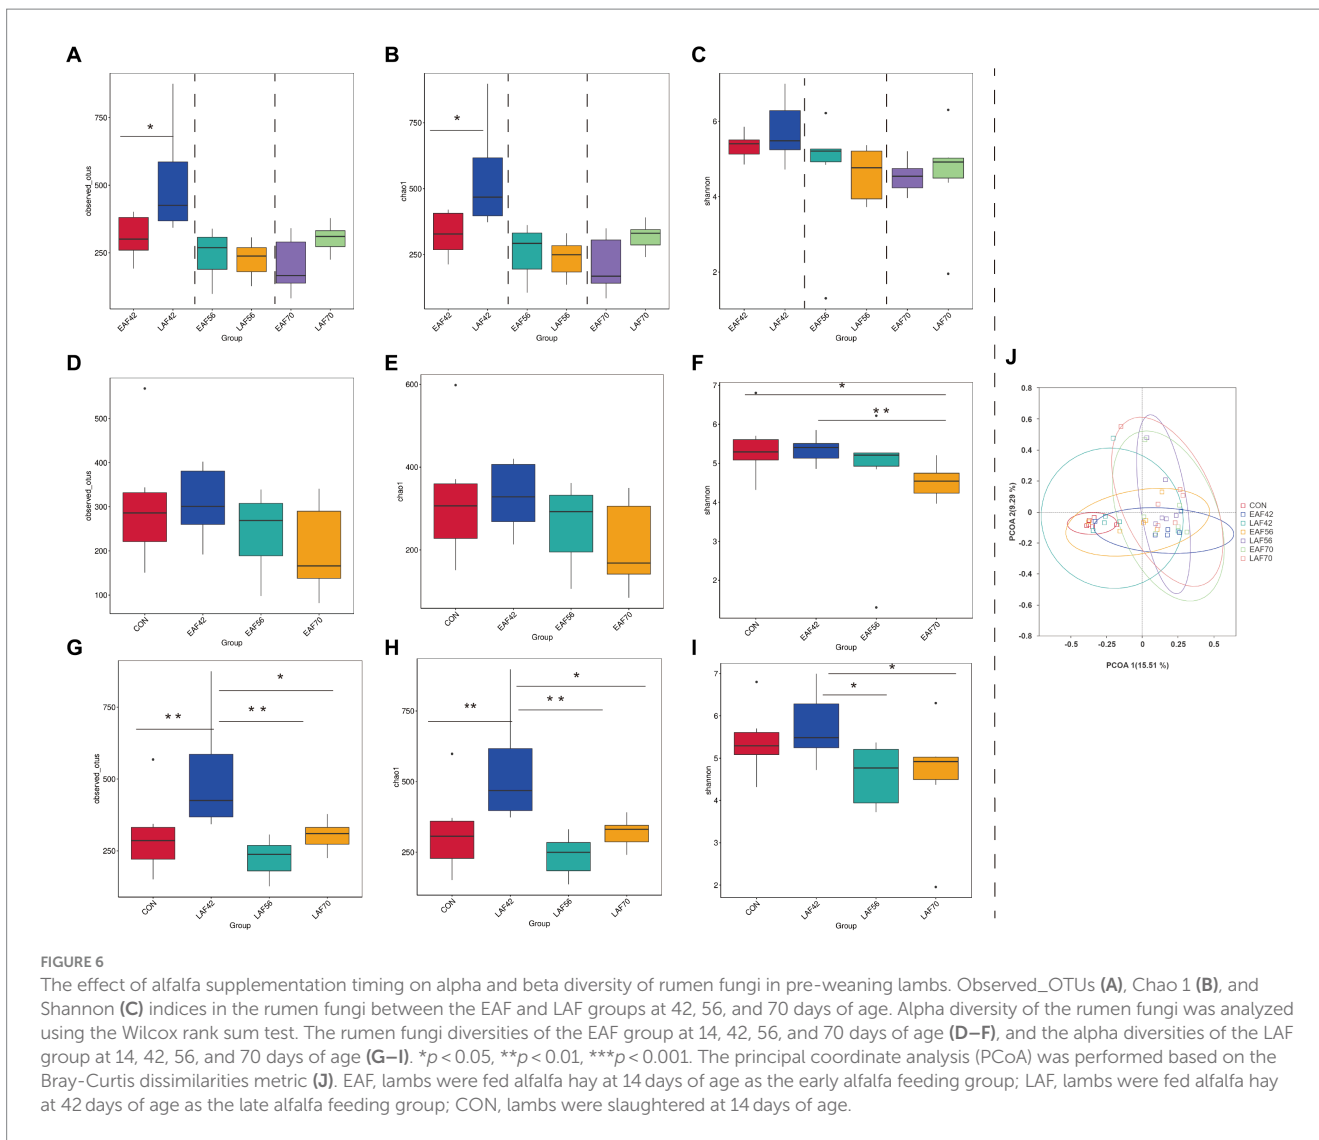 A
750
500
250
observed_otus
*
EAF42
LAF42
EAF56
LAF56
EAF70
LAF70
Group
B
750
500
250
chao1
*
EAF42
LAF42
EAF56
LAF56
EAF70
LAF70
Group
C
6
4
2
shannon
EAF42
LAF42
EAF56
LAF56
EAF70
LAF70
Group
D
500
400
300
200
100
observed_otus
CON
EAF42
EAF56
EAF70
Group
E
600
400
200
chao1
CON
EAF42
EAF56
EAF70
Group
F
7
6
5
4
3
2
shannon
*
* *
CON
EAF42
EAF56
EAF70
Group
G
750
500
250
observed_otus
* *
* *
*
CON
LAF42
LAF56
LAF70
Group
H
750
500
250
chao1
**
* *
*
CON
LAF42
LAF56
LAF70
Group
I
7
6
5
4
3
2
shannon
*
*
CON
LAF42
LAF56
LAF70
Group
J
0.8
0.6
0.4
0.2
0
-0.2
-0.4
-0.6
-0.8
PCOA 2(9.29 %)
-0.5
-0.25
0
0.25
0.5
PCOA 1(15.51 %)
CON
EAF42
LAF42
EAF56
LAF56
EAF70
LAF70
FIGURE 6
The effect of alfalfa supplementation timing on alpha and beta diversity of rumen fungi in pre-weaning lambs. Observed_OTUs (A), Chao 1 (B), and
Shannon (C) indices in the rumen fungi between the EAF and LAF groups at 42, 56, and 70 days of age. Alpha diversity of the rumen fungi was analyzed
using the Wilcox rank sum test. The rumen fungi diversities of the EAF group at 14, 42, 56, and 70 days of age (D–F), and the alpha diversities of the LAF
group at 14, 42, 56, and 70 days of age (G–I). *p < 0.05, **p < 0.01, ***p < 0.001. The principal coordinate analysis (PCoA) was performed based on the
Bray-Curtis dissimilarities metric (J). EAF, lambs were fed alfalfa hay at 14 days of age as the early alfalfa feeding group; LAF, lambs were fed alfalfa hay
at 42 days of age as the late alfalfa feeding group; CON, lambs were slaughtered at 14 days of age.